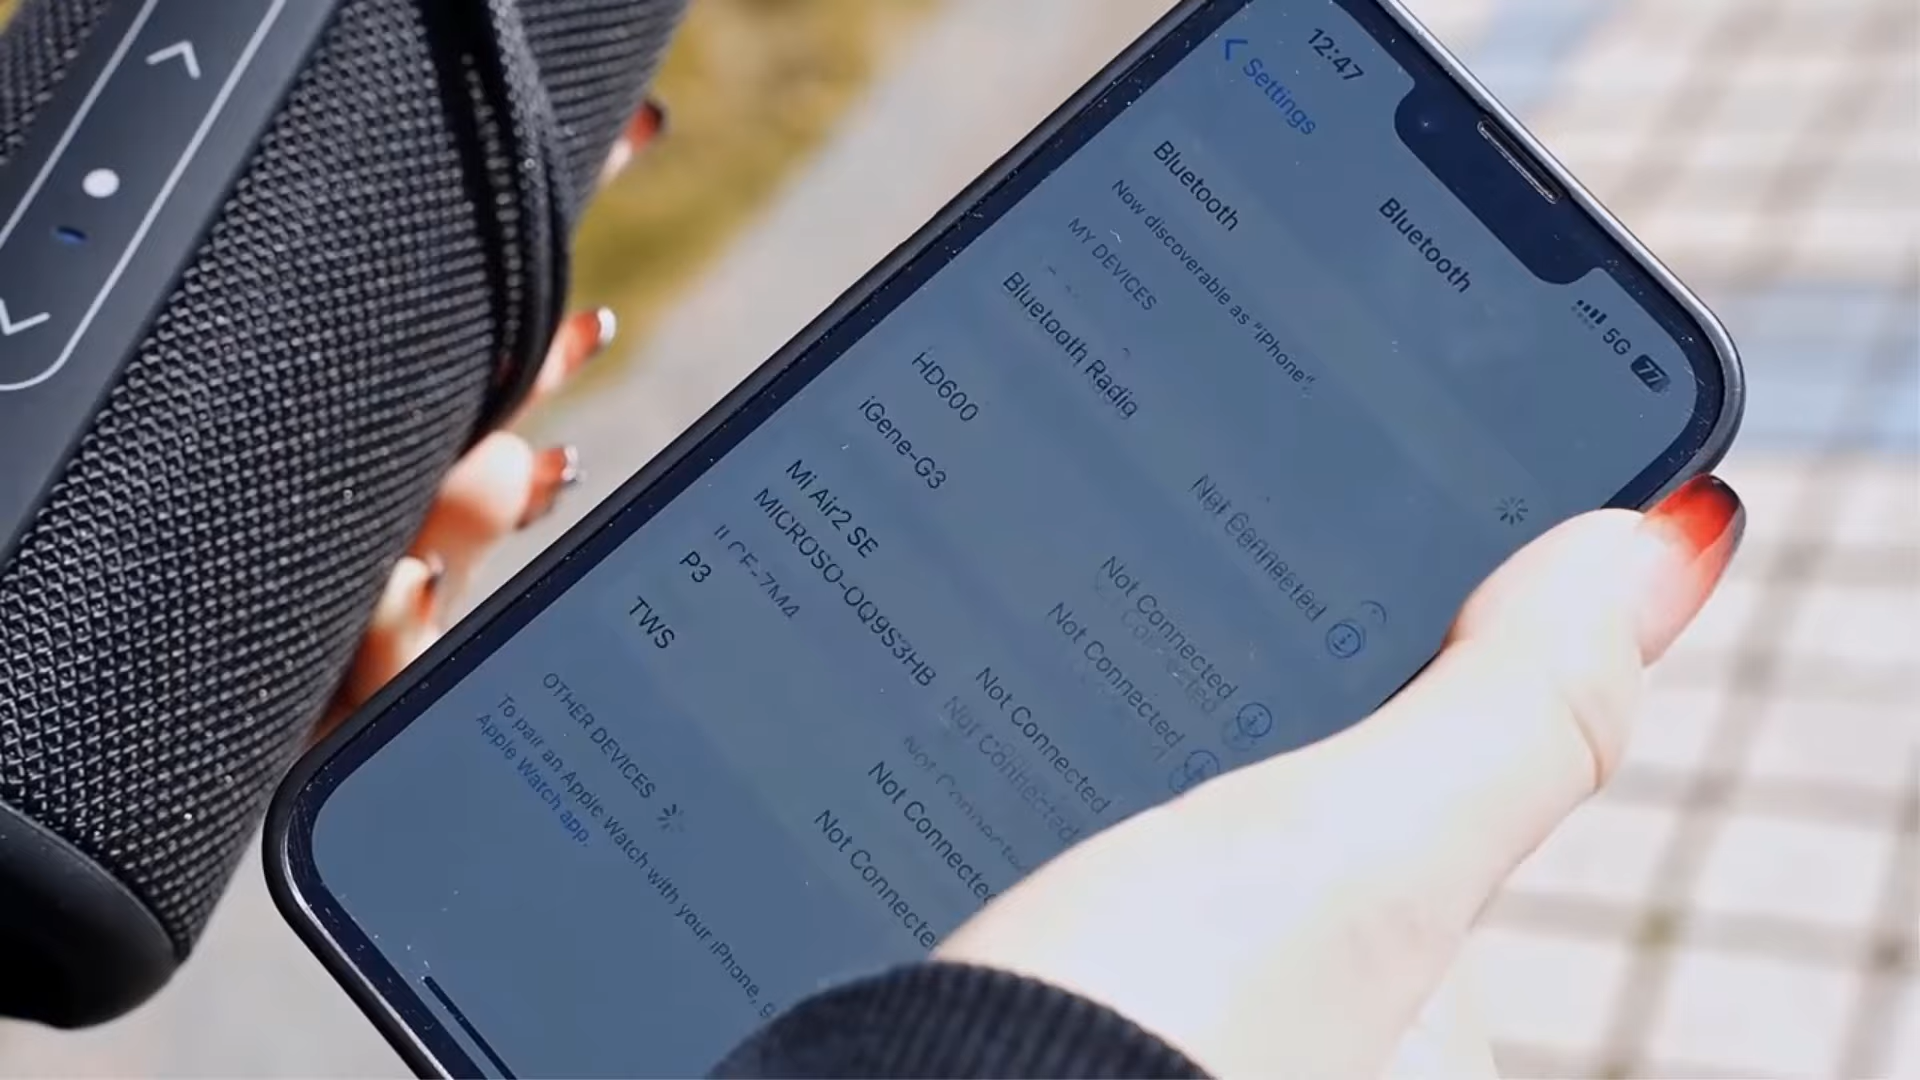 12:47
5G 77
Settings
Bluetooth
Bluetooth
Now discoverable as "iPhone"
MY DEVICES
Bluetooth Radio
Not Connected
HD600
Not Connected
iGene-G3
Not Connected
Mi Air2 SE
Not Connected
MICROSO-OQ9S3HB
Not Connected
P3
Not Connected
TWS
Not Connecte
OTHER DEVICES
To pair an Apple Watch with your iPhone, g
Apple Watch app.